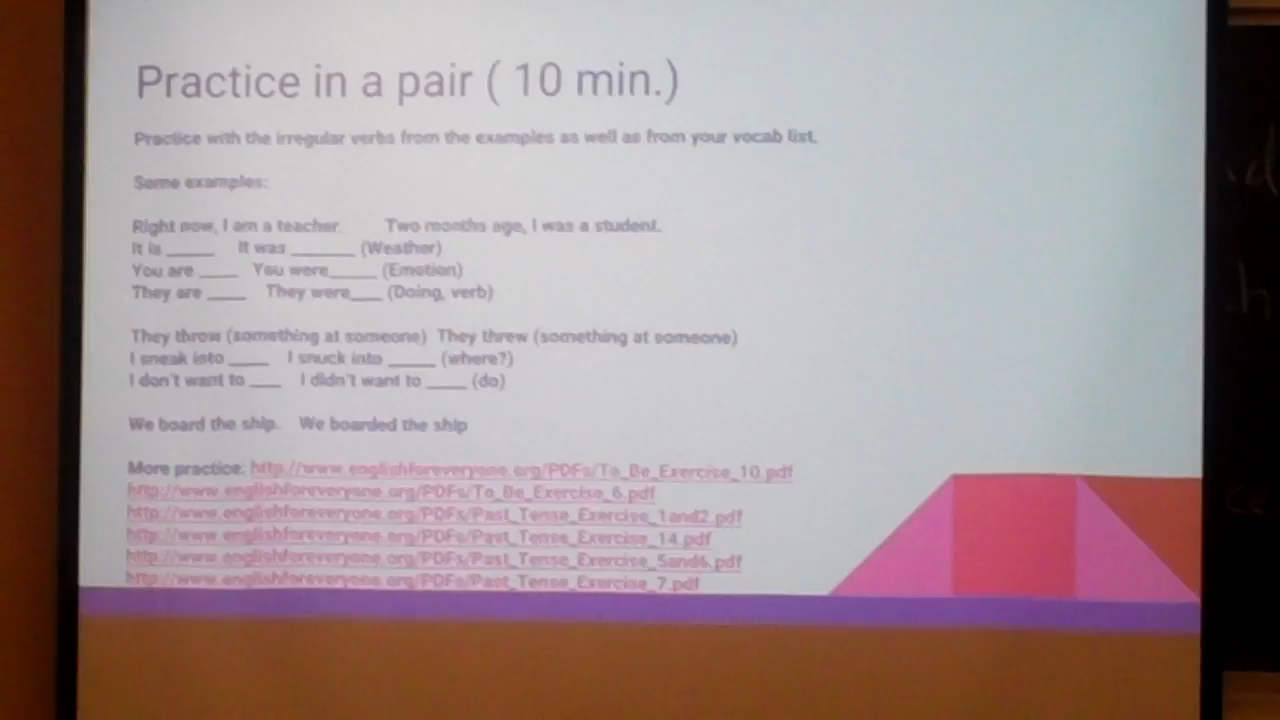 Practice in a pair ( 10 min.)
Practice with the irregular verbs from the examples as well as from your vocab list.
Some examples:
Right now, I am a teacher. Two months ago, I was a student.
It is _____ It was _______ (Weather)
You are ____ You were_____ (Emotion)
They are ____ They were___ (Doing, verb)
They throw (something at someone) They threw (something at someone)
I sneak into ____ I snuck into _____ (where?)
I don't want to ___ I didn't want to ____ (do)
We board the ship. We boarded the ship
More practice: http://www.englishforeveryone.org/PDFs/To_Be_Exercise_10.pdf
http://www.englishforeveryone.org/PDFs/To_Be_Exercise_6.pdf
http://www.englishforeveryone.org/PDFs/Past_Tense_Exercise_1and2.pdf
http://www.englishforeveryone.org/PDFs/Past_Tense_Exercise_14.pdf
http://www.englishforeveryone.org/PDFs/Past_Tense_Exercise_5and6.pdf
http://www.englishforeveryone.org/PDFs/Past_Tense_Exercise_7.pdf